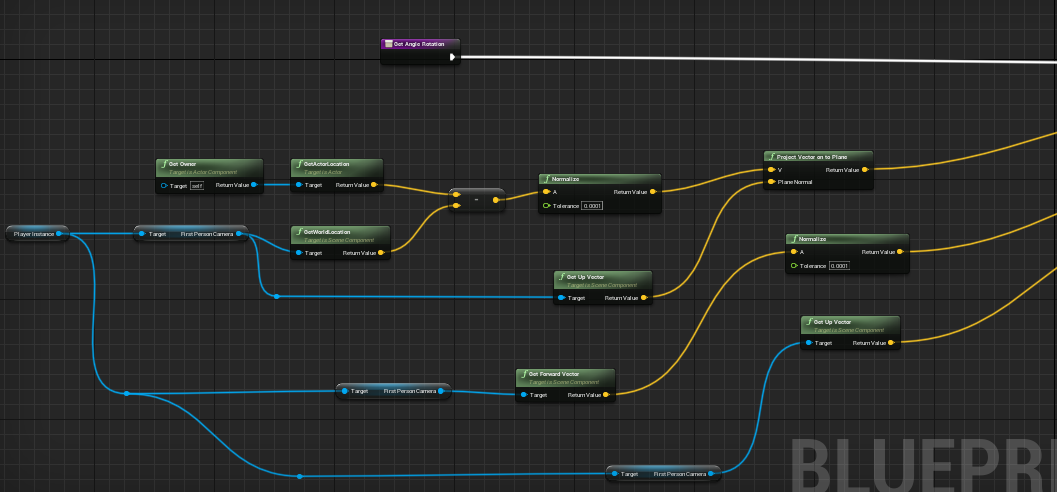 Get Angle Rotation
Get Owner
Target is Actor Component
Target self
Return Value
GetActorLocation
Target is Actor
Target
Return Value
-
Normalize
A
Return Value
Tolerance 0.0001
Project Vector on to Plane
V
Return Value
Plane Normal
Player Instance
Target
First Person Camera
GetWorldLocation
Target is Scene Component
Target
Return Value
Normalize
A
Return Value
Tolerance 0.0001
Get Up Vector
Target is Scene Component
Target
Return Value
Get Up Vector
Target is Scene Component
Target
Return Value
Target
First Person Camera
Get Forward Vector
Target is Scene Component
Target
Return Value
Target
First Person Camera
BLUEPRI